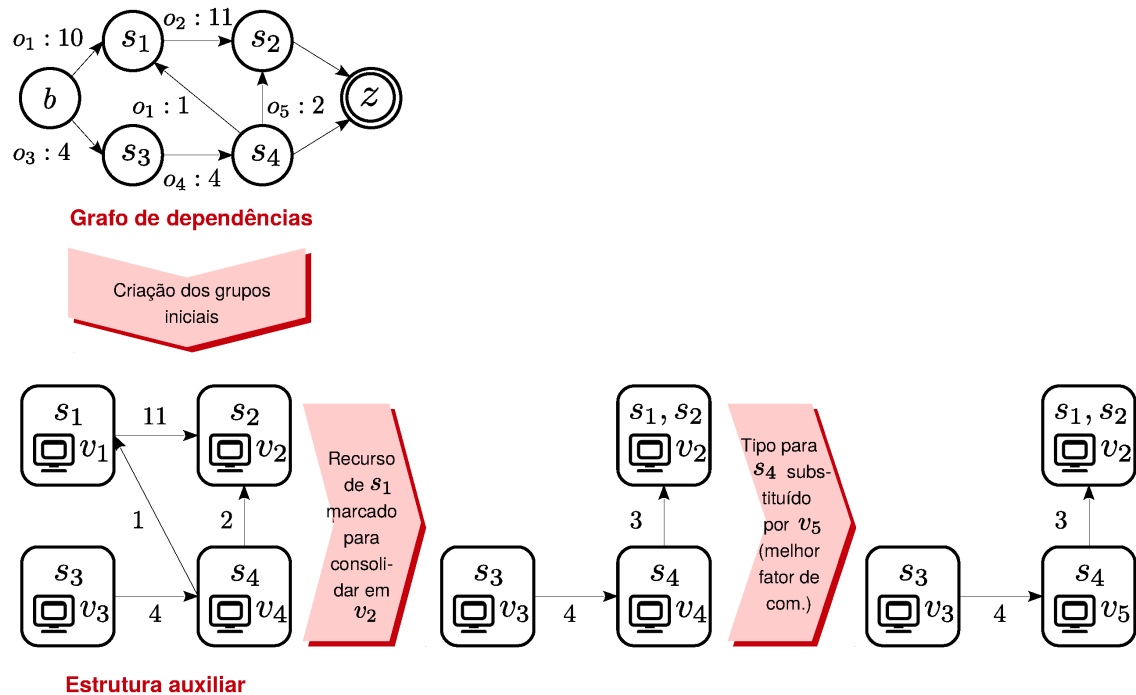 o₂ : 11
o₁ : 10
s₁
s₂
b
z
o₁ : 1
o₅ : 2
o₃ : 4
s₃
s₄
o₄ : 4
Grafo de dependências
Criação dos grupos
iniciais
s₁
v₁
11
s₂
v₂
1
2
s₃
v₃
4
s₄
v₄
Recurso
de s₁
marcado
para
consoli-
dar em
v₂
s₁, s₂
v₂
3
s₃
v₃
4
s₄
v₄
Tipo para
s₄ subs-
tituído
por v₅
(melhor
fator de
com.)
s₁, s₂
v₂
3
s₃
v₃
4
s₄
v₅
Estrutura auxiliar